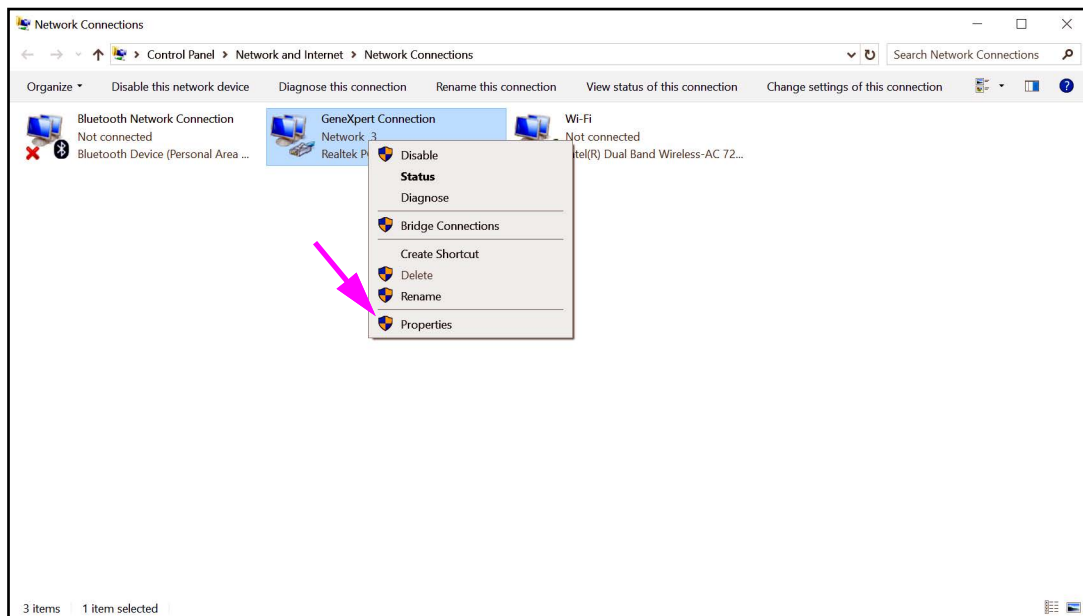 Network Connections
Control Panel > Network and Internet > Network Connections
Search Network Connections
Organize Disable this network device Diagnose this connection Rename this connection View status of this connection Change settings of this connection
Bluetooth Network Connection
Not connected
Bluetooth Device (Personal Area ...
GeneXpert Connection
Network 3
Realtek
Wi-Fi
Not connected
Dual Band Wireless-AC 72...
Disable
Status
Diagnose
Bridge Connections
Create Shortcut
Delete
Rename
Properties
3 items 1 item selected